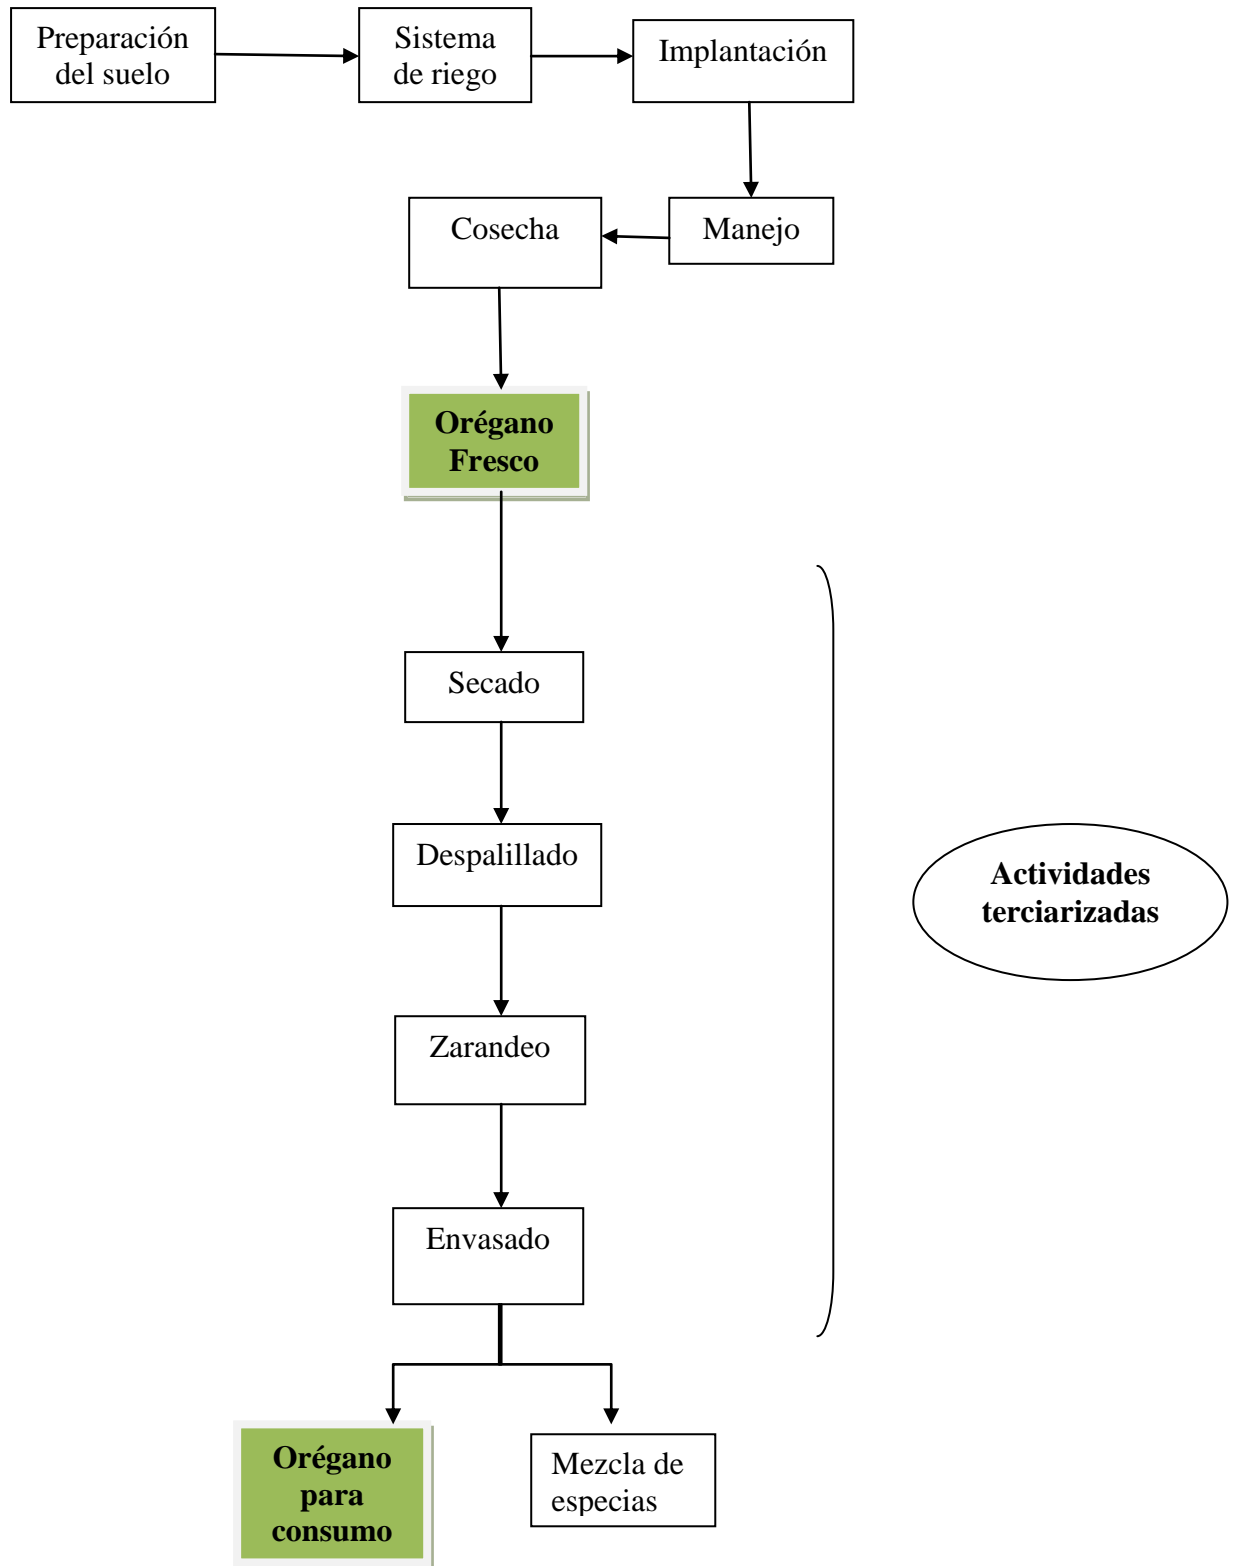 Preparación
del suelo
Sistema
de riego
Implantación
Cosecha
Manejo
Orégano
Fresco
Secado
Despalillado
Actividades
terciarizadas
Zarandeo
Envasado
Orégano
para
consumo
Mezcla de
especias